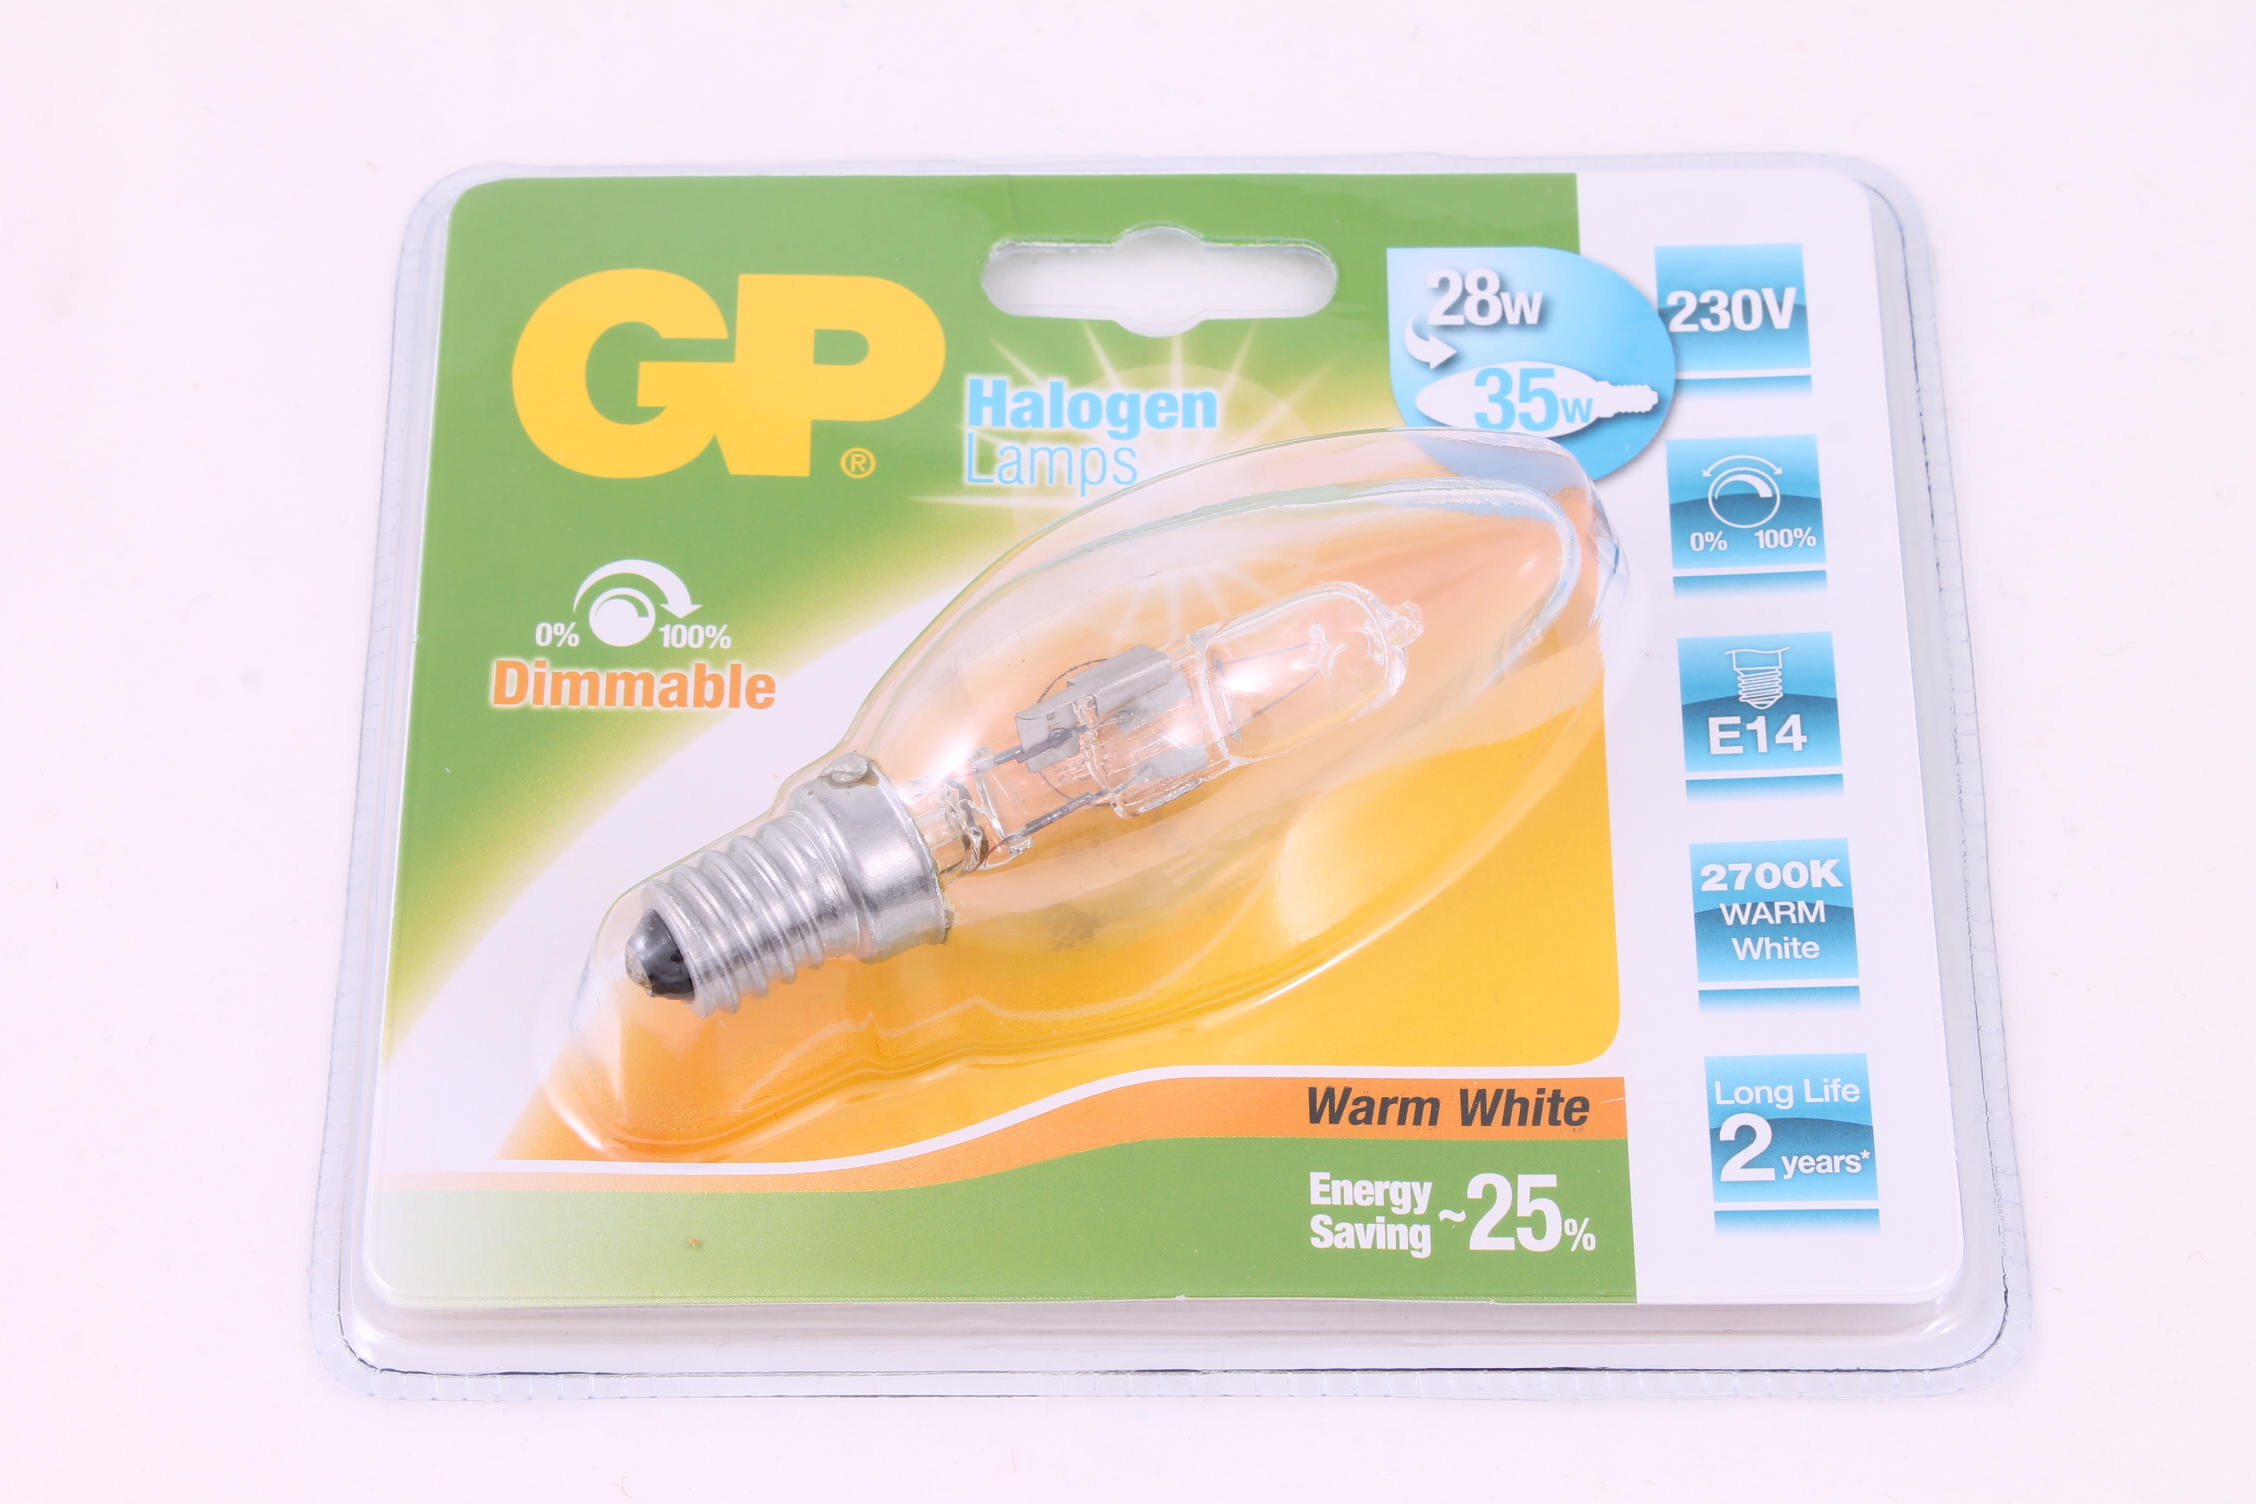 GP®
Halogen
Lamps
28W
35W
0% 100%
Dimmable
Warm White
Energy
Saving ~25%
230V
0% 100%
E14
2700K
WARM
White
Long Life
2 years*